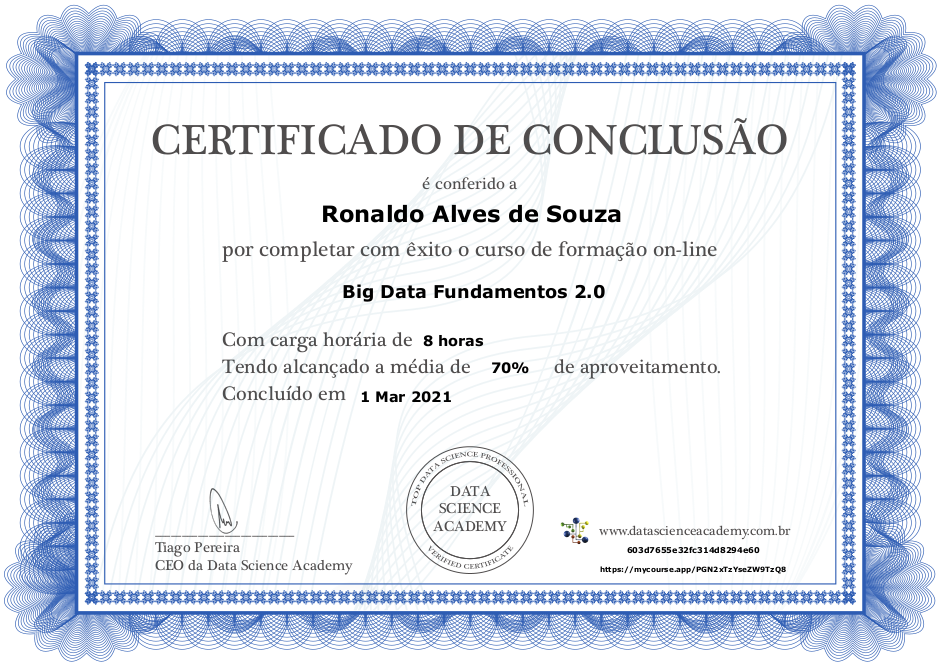 CERTIFICADO DE CONCLUSÃO
é conferido a
Ronaldo Alves de Souza
por completar com êxito o curso de formação on-line
Big Data Fundamentos 2.0
Com carga horária de 8 horas
Tendo alcançado a média de 70% de aproveitamento.
Concluído em 1 Mar 2021
TOP DATA SCIENCE PROFESSIONAL
DATA
SCIENCE
ACADEMY
VERIFIED CERTIFICATE
Tiago Pereira
CEO da Data Science Academy
www.datascienceacademy.com.br
603d7655e32fc314d8294e60
https://mycourse.app/PGN2xTzYseZW9TzQ8